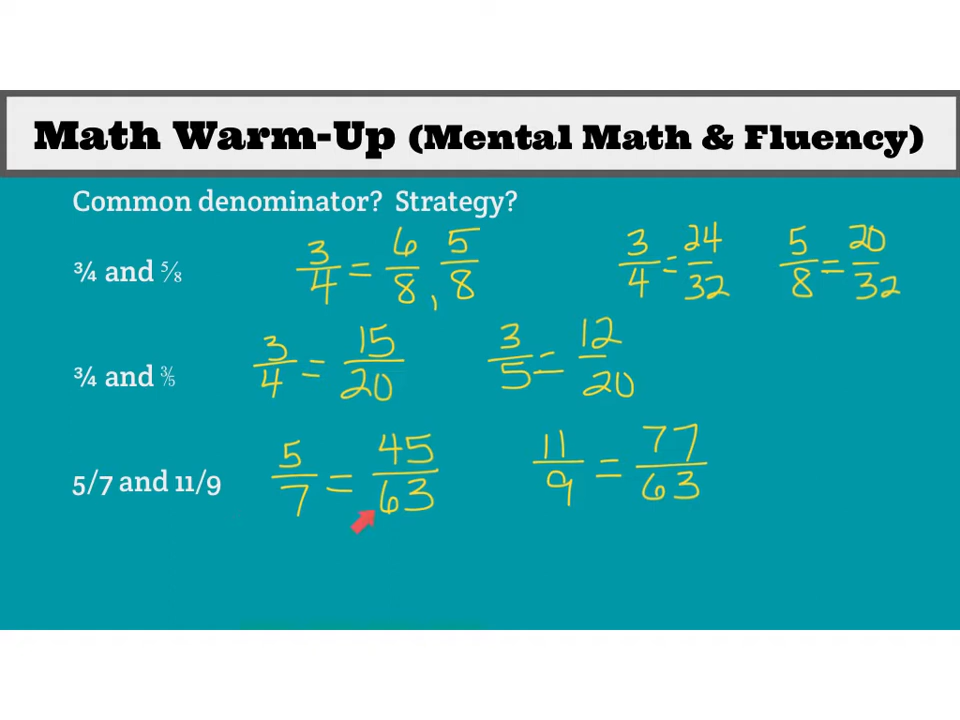 Math Warm-Up (Mental Math & Fluency)
Common denominator? Strategy?
¾ and ⅝ 3/4 = 6/8, 5/8 3/4 = 24/32 5/8 = 20/32
¾ and ⅗ 3/4 = 15/20 3/5 = 12/20
5/7 and 11/9 5/7 = 45/63 11/9 = 77/63